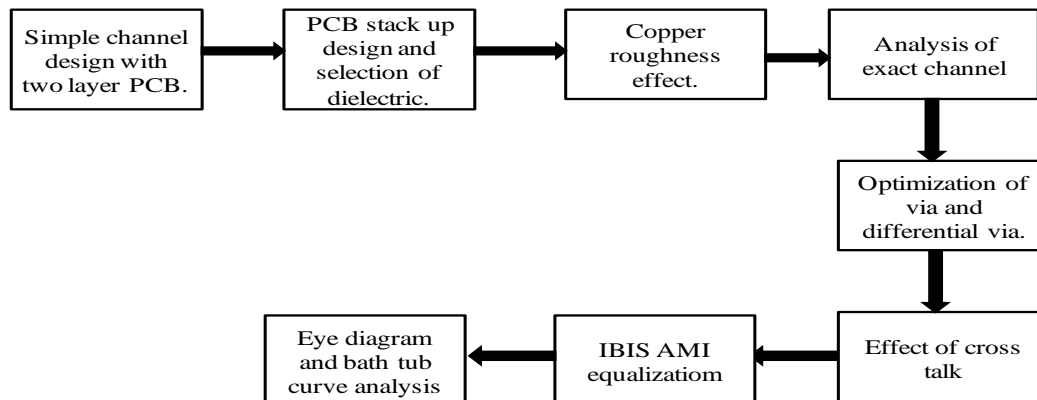 Simple channel
design with
two layer PCB.
PCB stack up
design and
selection of
dielectric.
Copper
roughness
effect.
Analysis of
exact channel
Optimization of
via and
differential via.
Effect of cross
talk
IBIS AMI
equalizatiom
Eye diagram
and bath tub
curve analysis